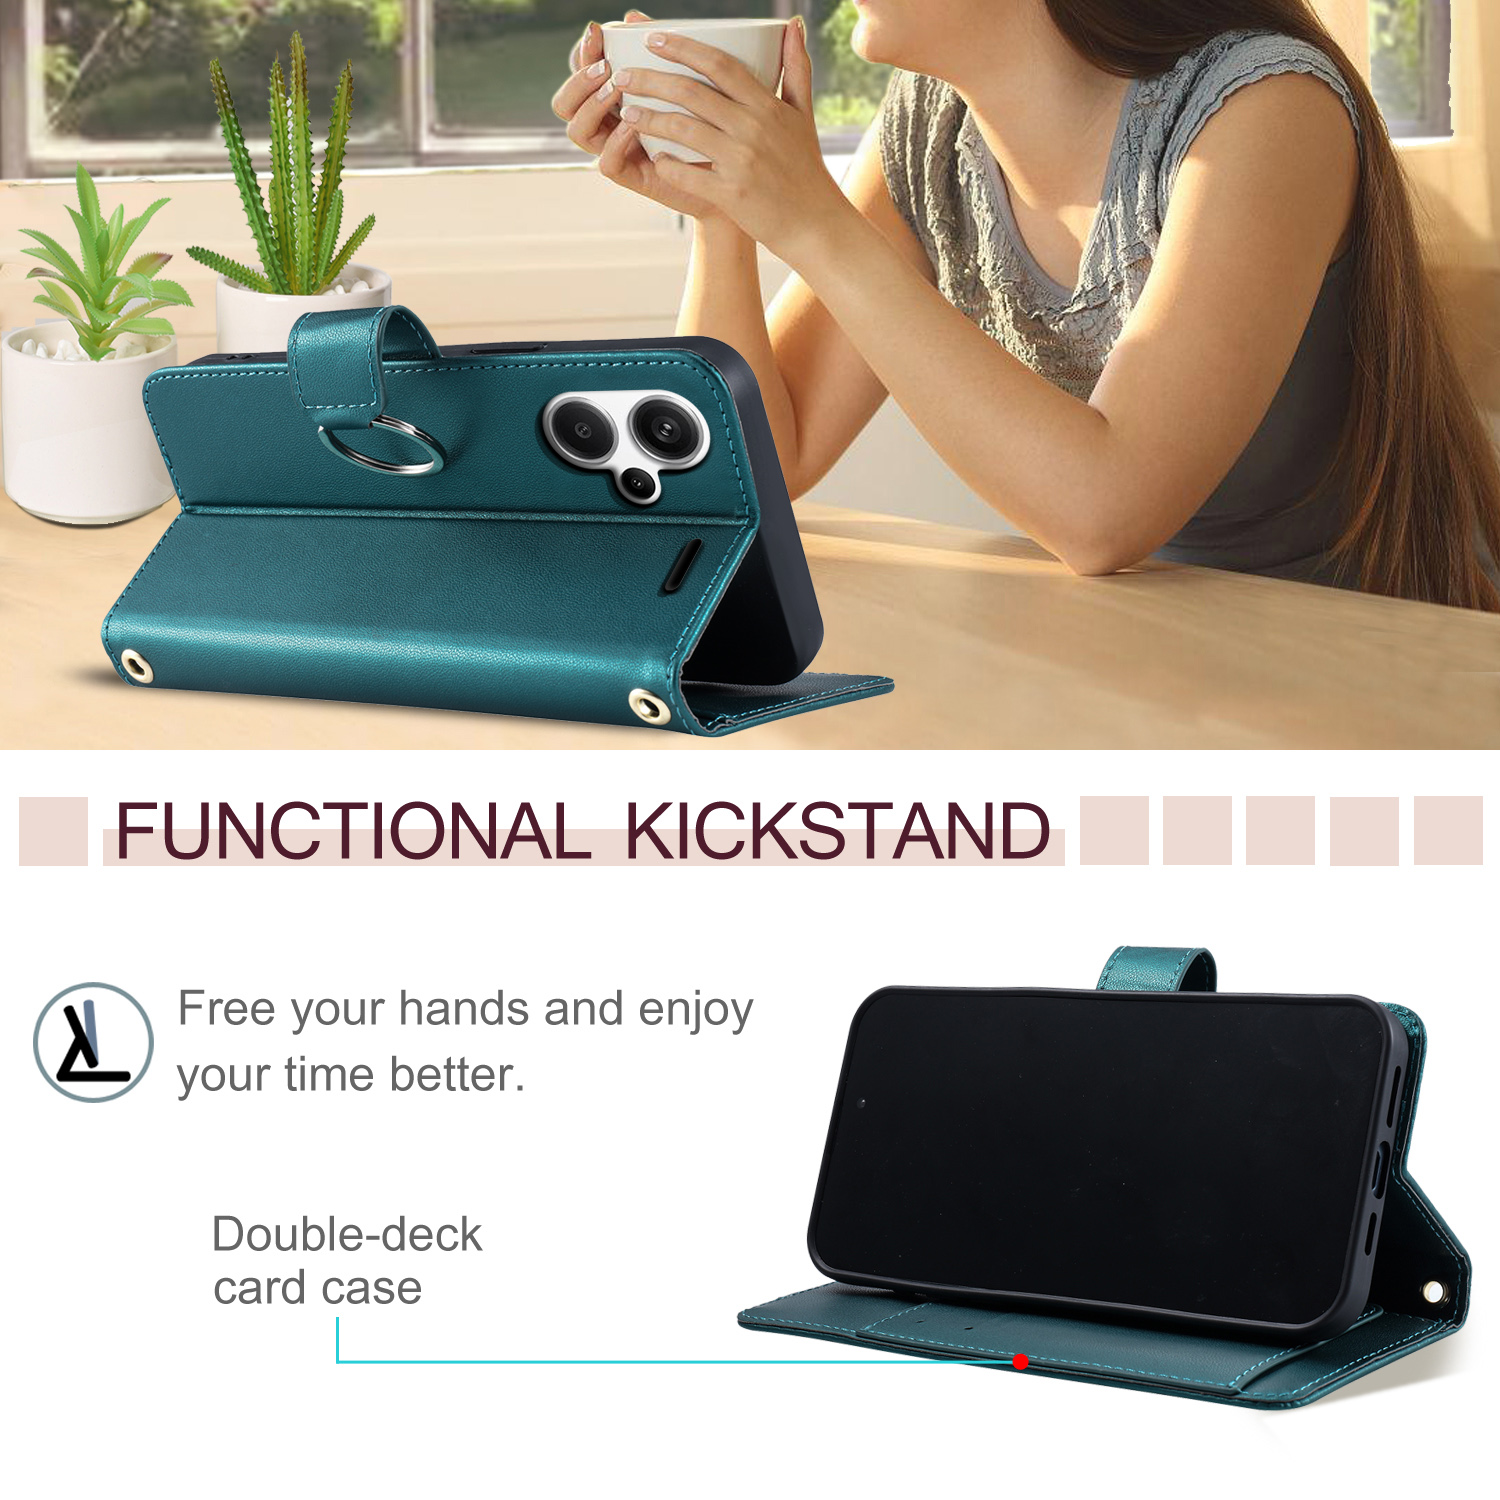 FUNCTIONAL KICKSTAND
Free your hands and enjoy
your time better.
Double-deck
card case